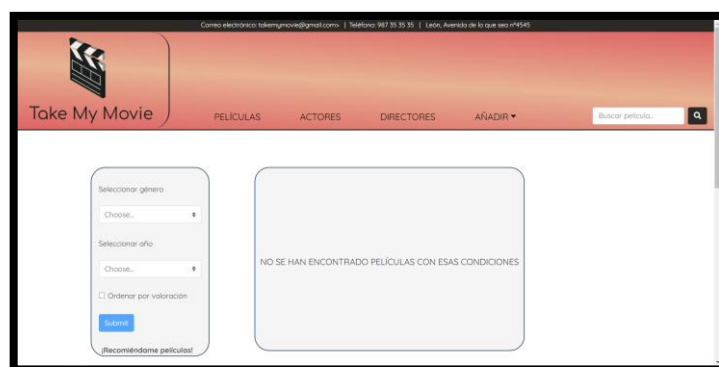 Correo electrónico: takemymovie@gmail.com> | Teléfono: 987 35 35 35 | León, Avenida de lo que sea nº4545
Take My Movie
PELÍCULAS ACTORES DIRECTORES AÑADIR
Buscar película..
Seleccionar género
Choose...
Seleccionar año
Choose...
Ordenar por valoración
Submit
¡Recomiéndame películas!
NO SE HAN ENCONTRADO PELÍCULAS CON ESAS CONDICIONES